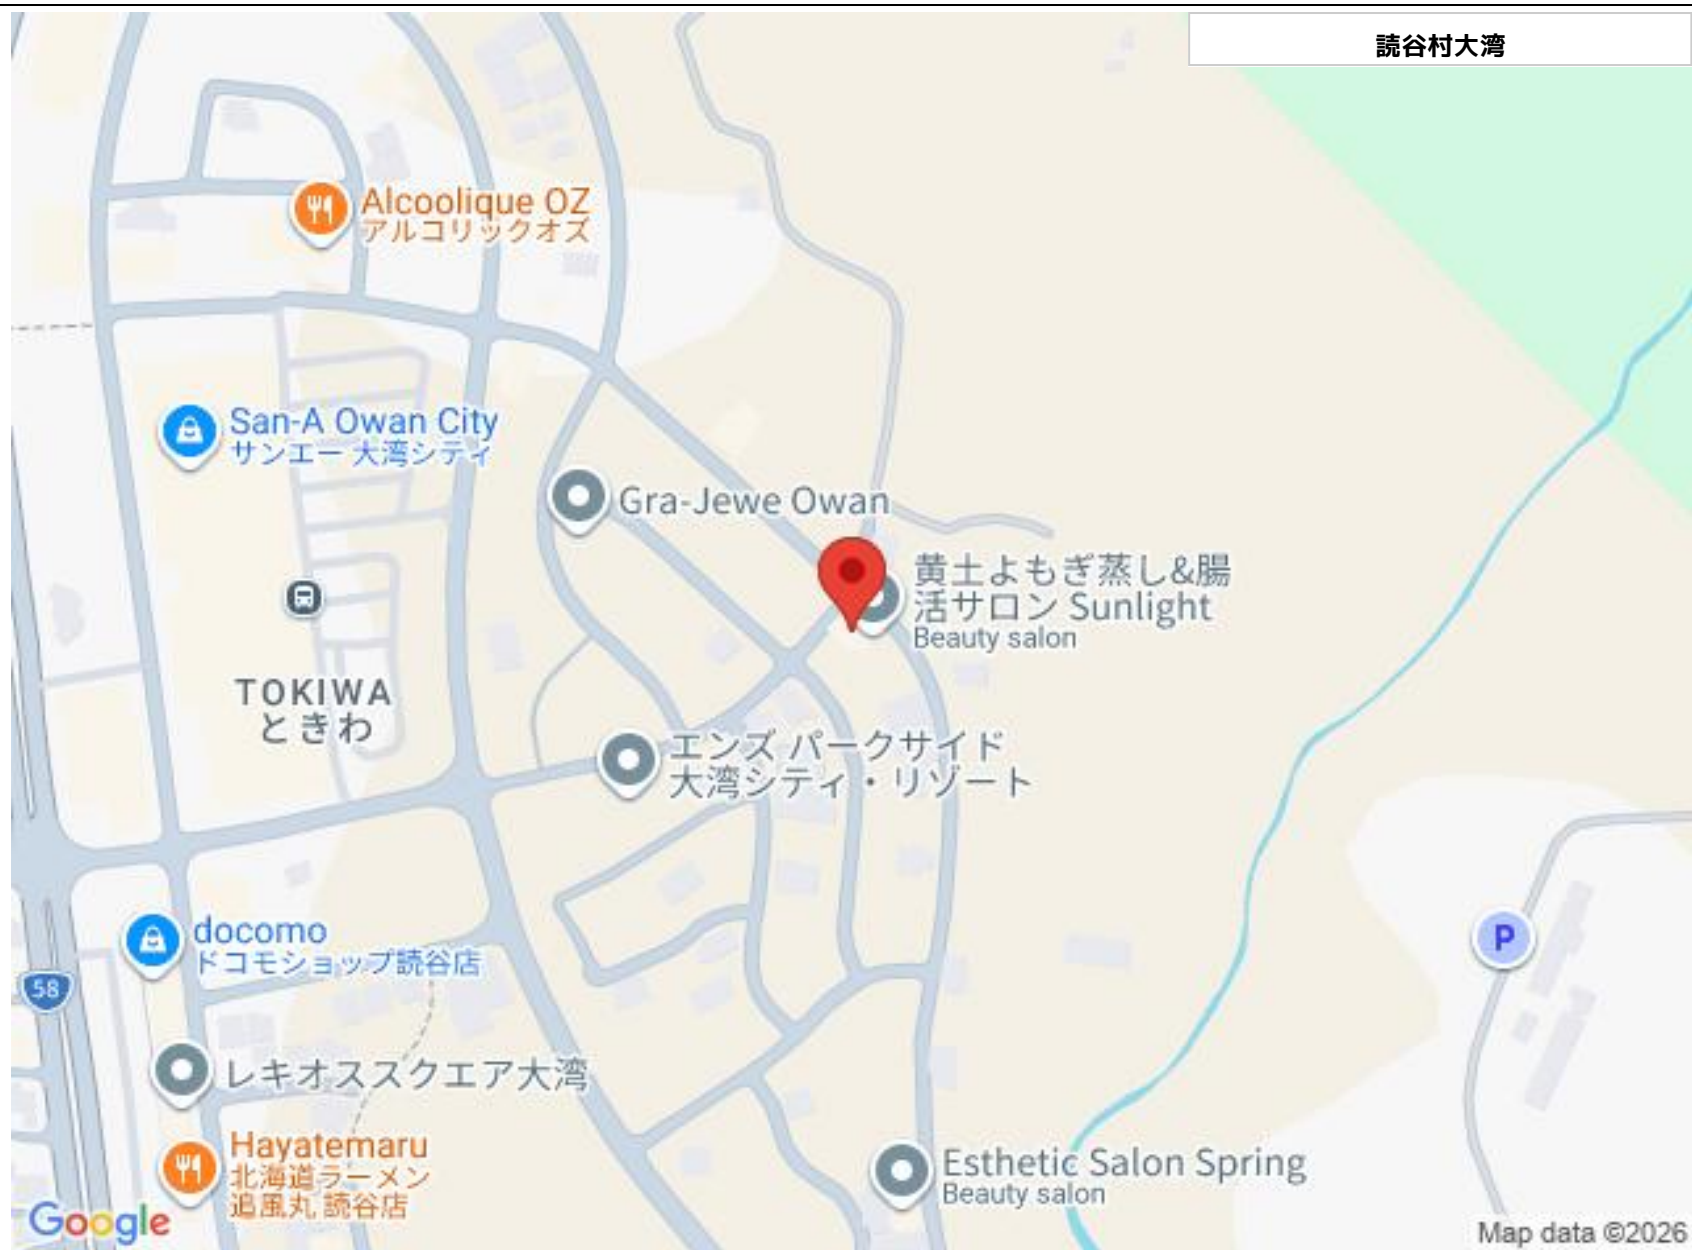 読谷村大湾
Alcoolique OZ
アルコリックオズ
San-A Owan City
サンエー 大湾シティ
Gra-Jewe Owan
黄土よもぎ蒸し&腸
活サロン Sunlight
Beauty salon
TOKIWA
ときわ
エンズ パークサイド
大湾シティ・リゾート
docomo
ドコモショップ読谷店
P
58
レキオススクエア大湾
Hayatemaru
北海道ラーメン
追風丸 読谷店
Esthetic Salon Spring
Beauty salon
Google
Map data ©2026